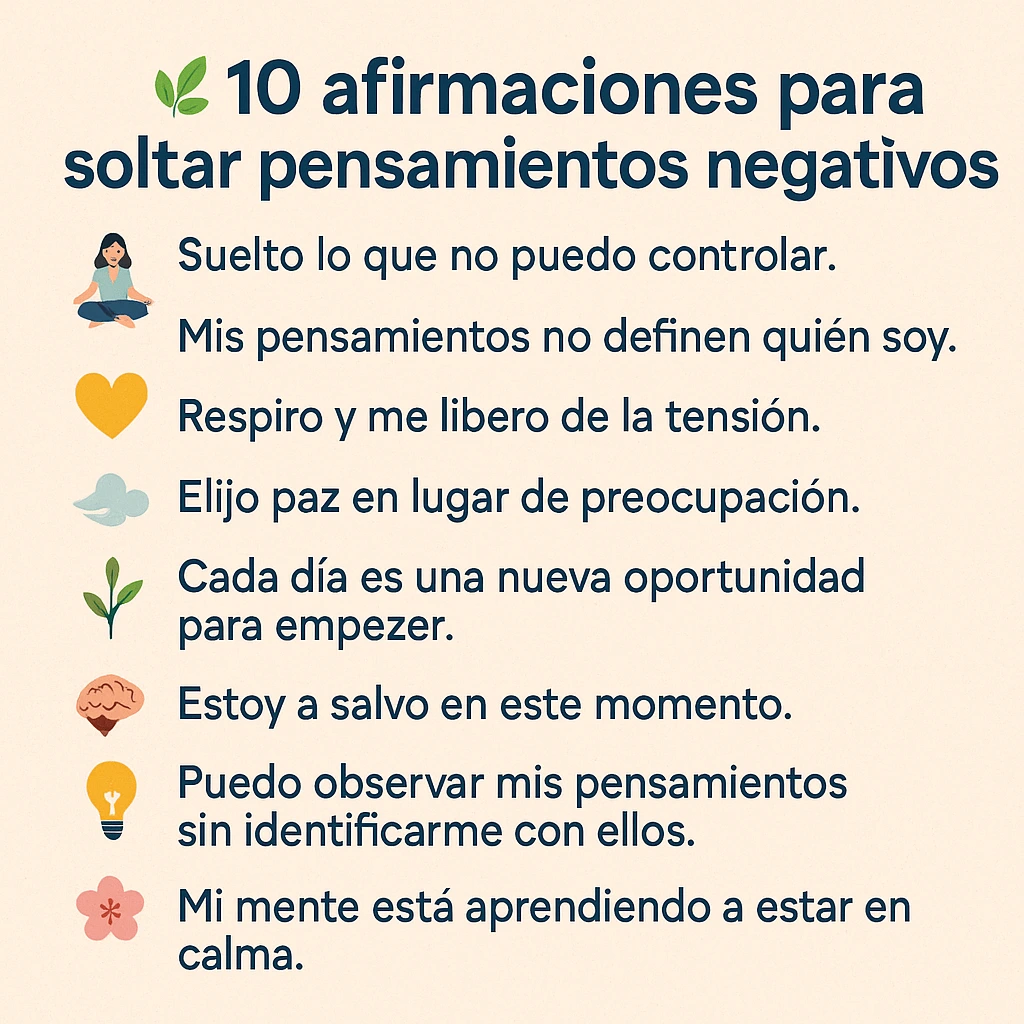 10 afirmaciones para
soltar pensamientos negativos
Suelto lo que no puedo controlar.
Mis pensamientos no definen quién soy.
Respiro y me libero de la tensión.
Elijo paz en lugar de preocupación.
Cada día es una nueva oportunidad
para empezer.
Estoy a salvo en este momento.
Puedo observar mis pensamientos
sin identificarme con ellos.
Mi mente está aprendiendo a estar en
calma.